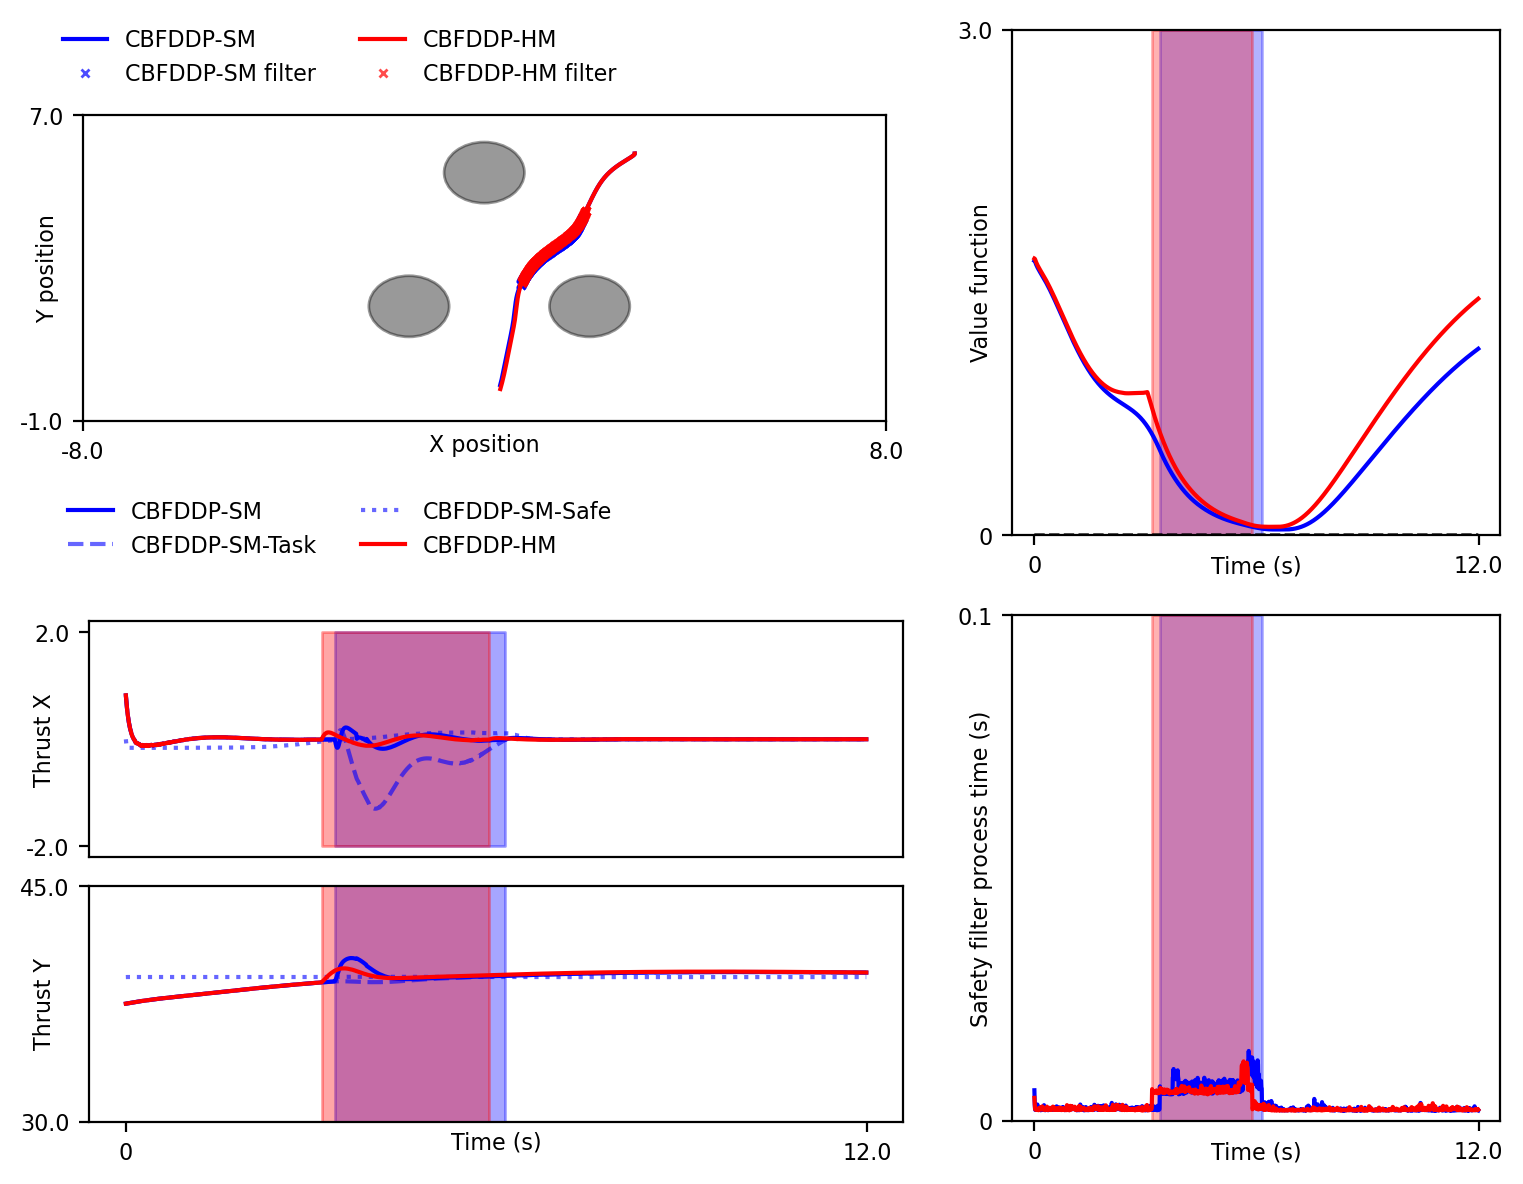 CBFDDP-SM
CBFDDP-HM
CBFDDP-SM filter
CBFDDP-HM filter
7.0
Y position
-1.0
-8.0
X position
8.0
3.0
Value function
0
0
Time (s)
12.0
CBFDDP-SM
CBFDDP-SM-Safe
CBFDDP-SM-Task
CBFDDP-HM
2.0
Thrust X
-2.0
45.0
Thrust Y
30.0
0
Time (s)
12.0
0.1
Safety filter process time (s)
0
0
Time (s)
12.0